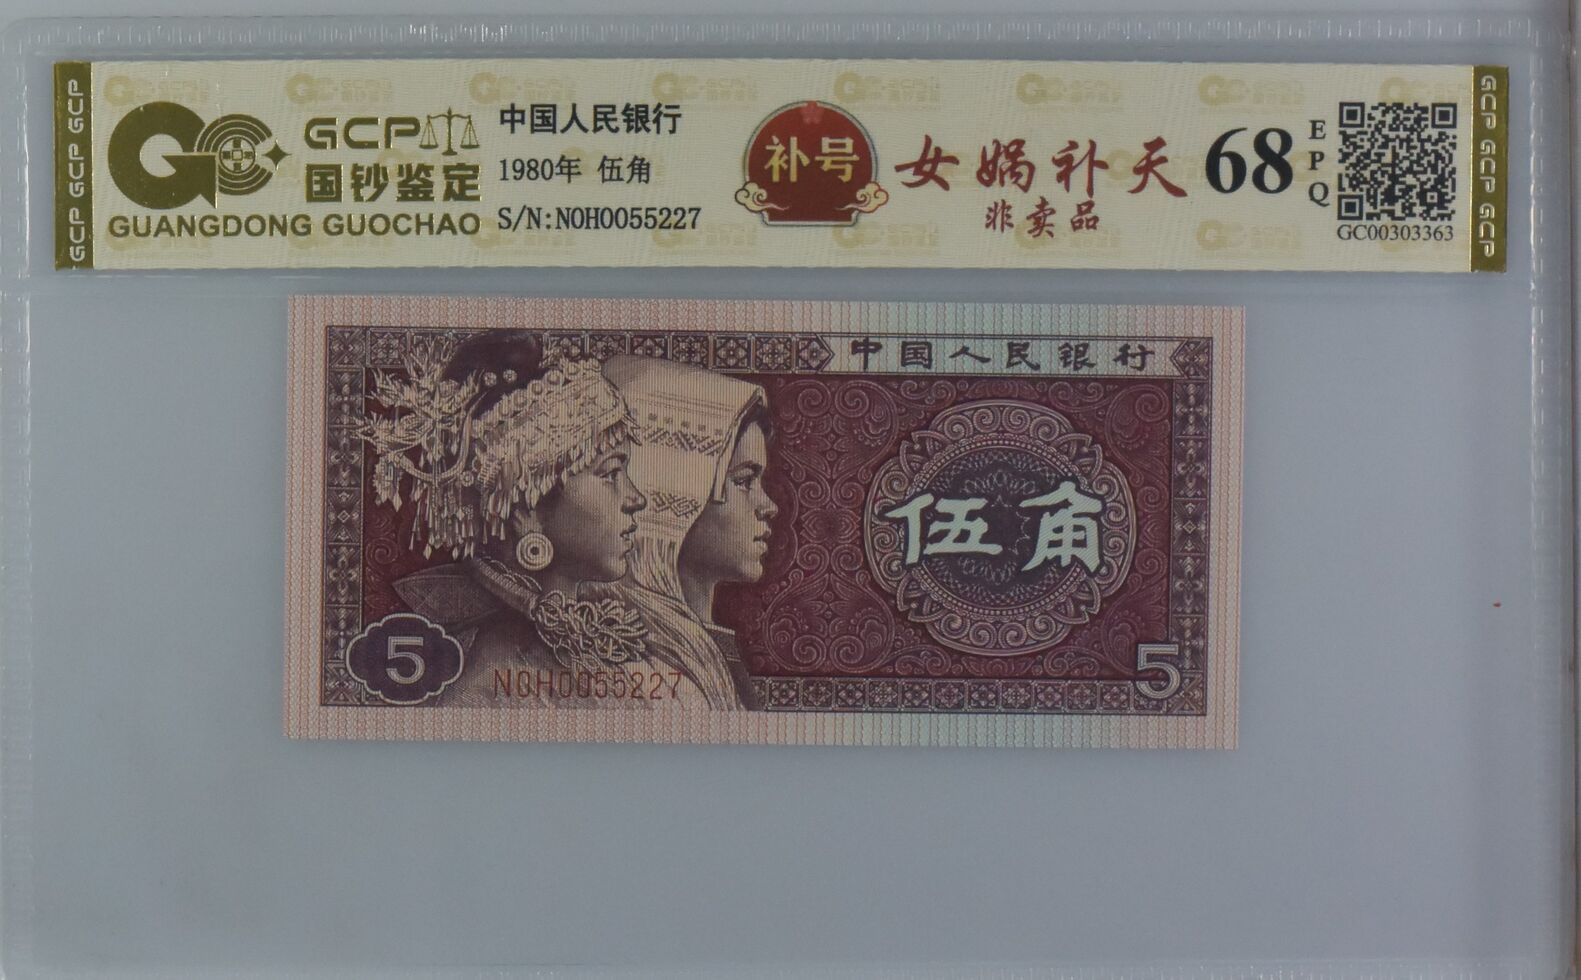 GCP GCP GCP
GCP
国钞鉴定
GUANGDONG GUOCHAO
中国人民银行
1980年 伍角
S/N:NOH0055227
补号
女娲补天
非卖品
68
EPQ
GC00303363
GCP GCP GCP
中国人民银行
伍角
5
5
NOH0055227